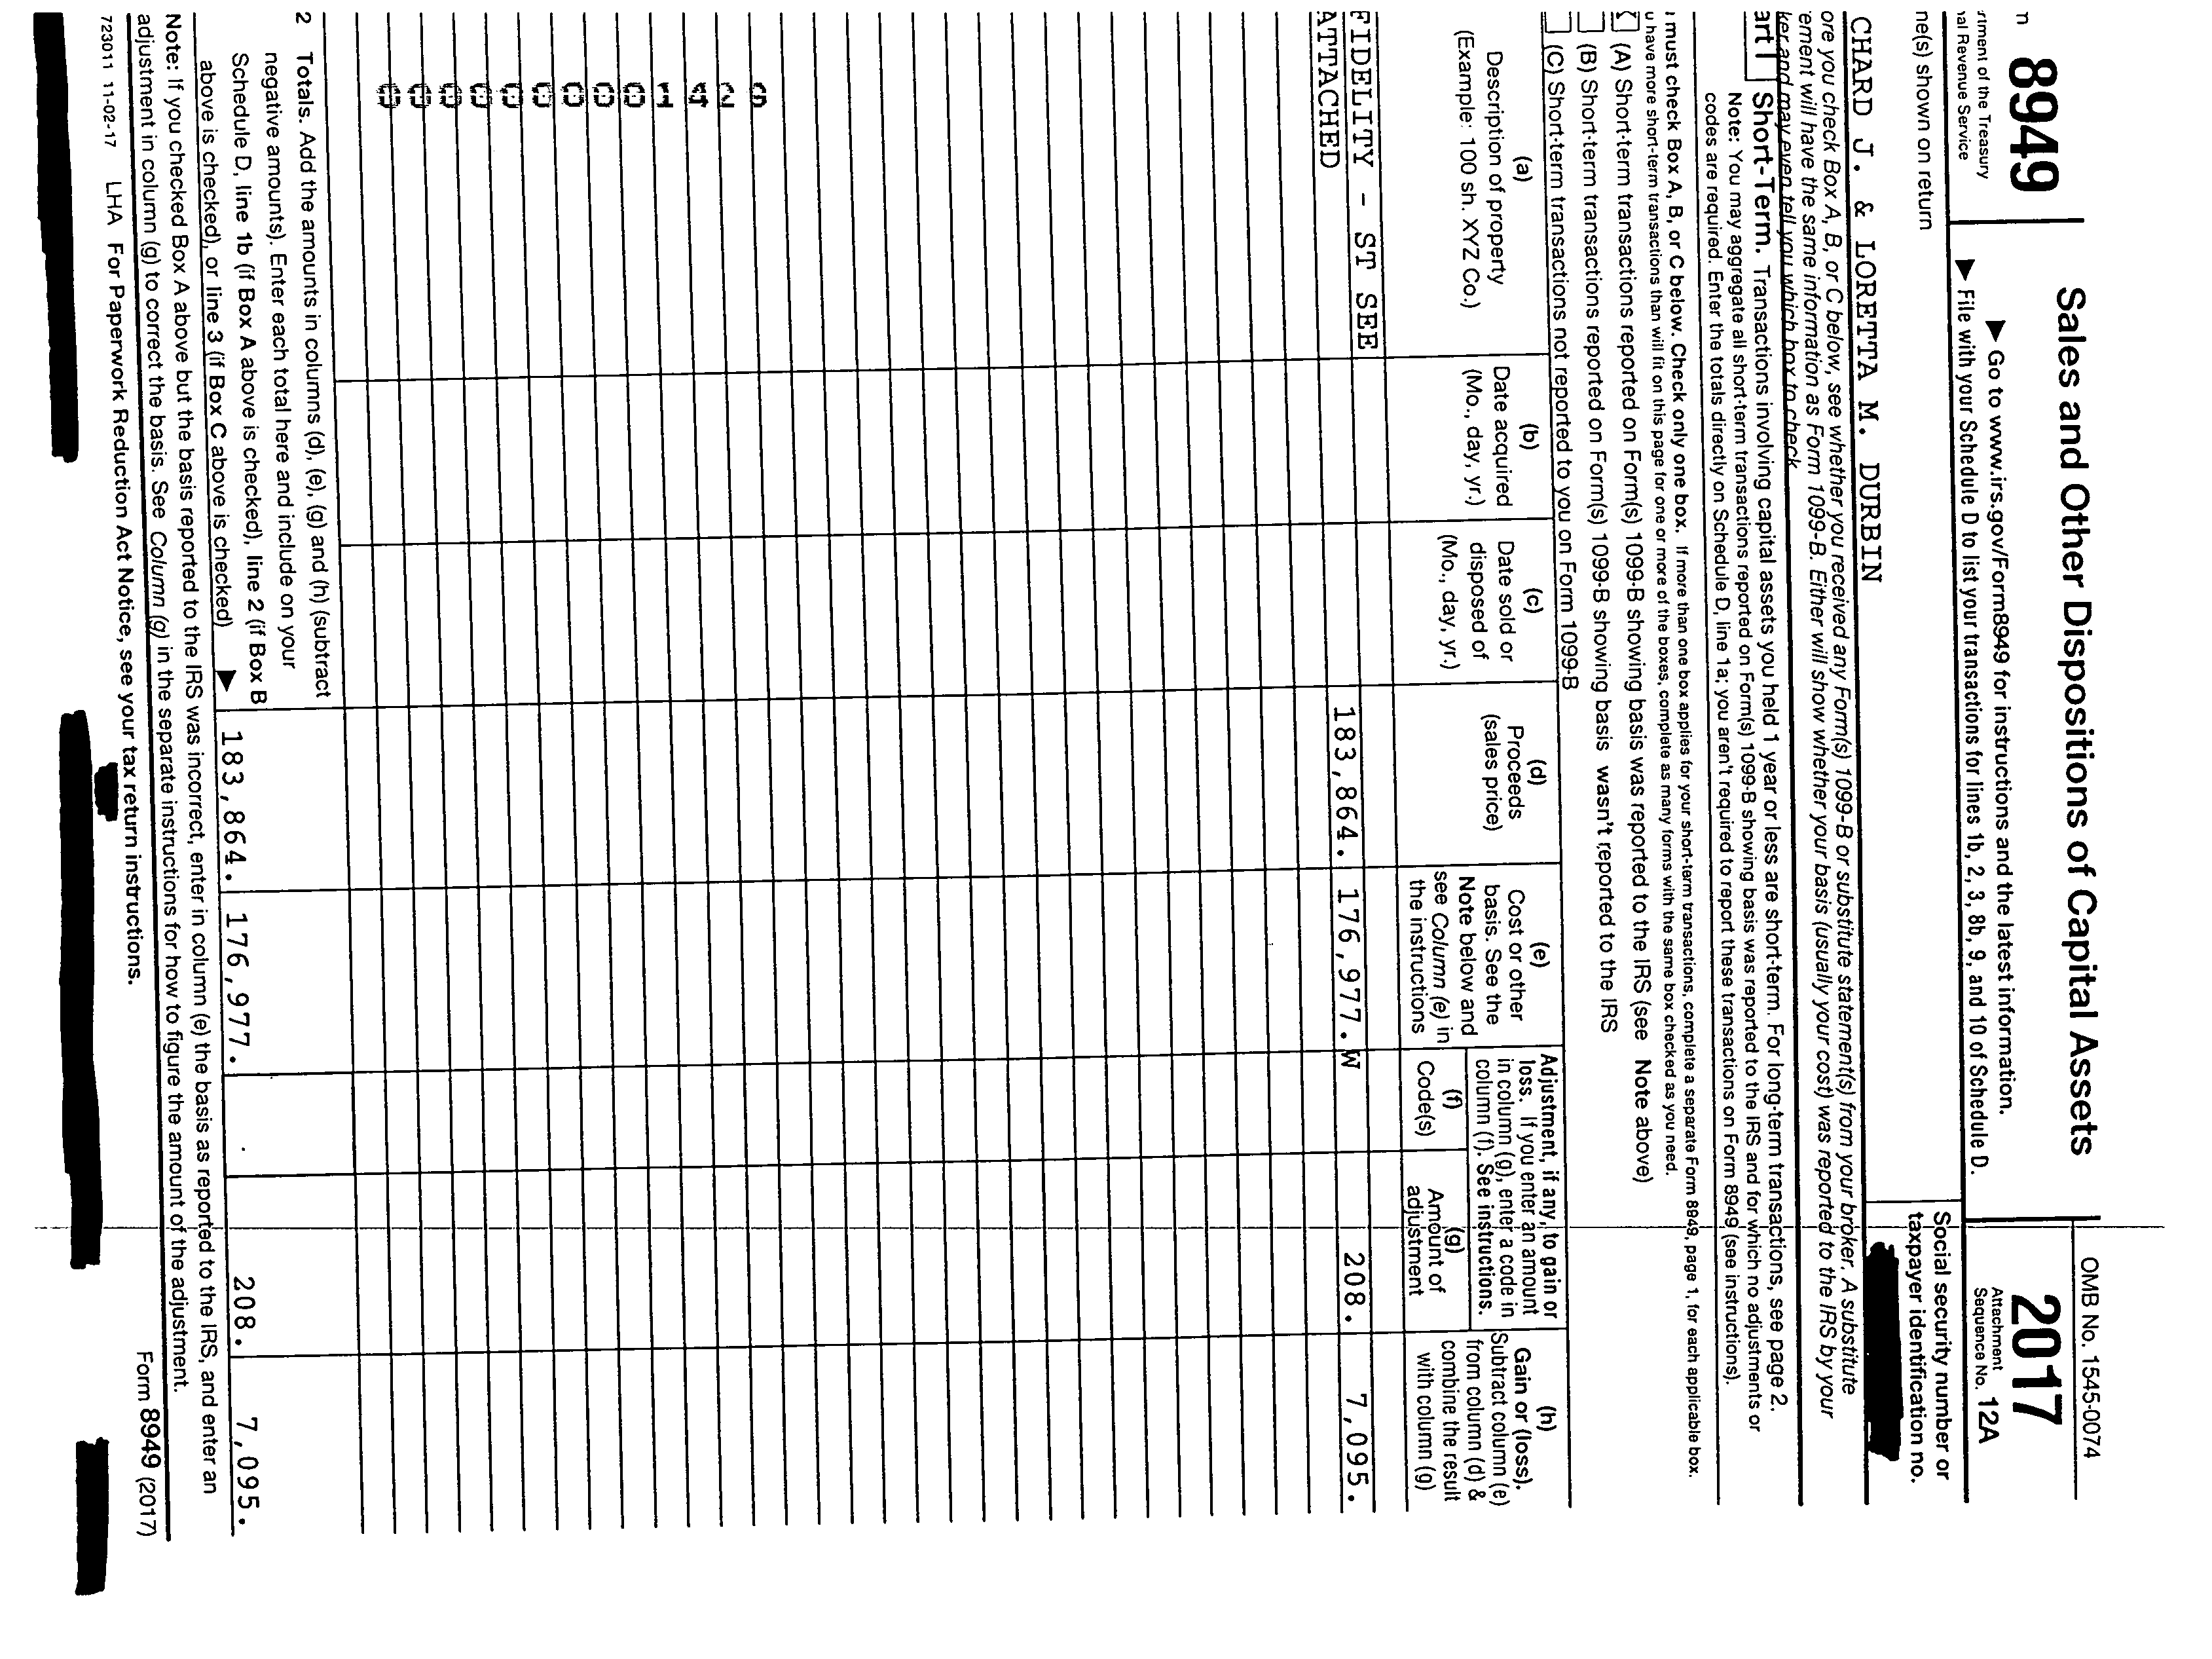 n 8949
rtment of the Treasury
nal Revenue Service
Sales and Other Dispositions of Capital Assets
▶ Go to www.irs.gov/Form8949 for instructions and the latest information.
▶ File with your Schedule D to list your transactions for lines 1b, 2, 3, 8b, 9, and 10 of Schedule D.
OMB No. 1545-0074
2017
Attachment
Sequence No. 12A
ne(s) shown on return
Social security number or
taxpayer identification no.
CHARD J. & LORETTA M. DURBIN
ore you check Box A, B, or C below, see whether you received any Form(s) 1099-B or substitute statement(s) from your broker. A substitute
ement will have the same information as Form 1099-B. Either will show whether your basis (usually your cost) was reported to the IRS by your
ker and may even tell you which box to check
art I Short-Term. Transactions involving capital assets you held 1 year or less are short-term. For long-term transactions, see page 2.
Note: You may aggregate all short-term transactions reported on Form(s) 1099-B showing basis was reported to the IRS and for which no adjustments or
codes are required. Enter the totals directly on Schedule D, line 1a; you aren't required to report these transactions on Form 8949 (see instructions).
must check Box A, B, or C below. Check only one box. If more than one box applies for your short-term transactions, complete a separate Form 8949, page 1, for each applicable box.
u have more short-term transactions than will fit on this page for one or more of the boxes, complete as many forms with the same box checked as you need.
(A) Short-term transactions reported on Form(s) 1099-B showing basis was reported to the IRS (see Note above)
(B) Short-term transactions reported on Form(s) 1099-B showing basis wasn't reported to the IRS
(C) Short-term transactions not reported to you on Form 1099-B
(a)
Description of property
(Example: 100 sh. XYZ Co.)
(b)
Date acquired
(Mo., day, yr.)
(c)
Date sold or
disposed of
(Mo., day, yr.)
(d)
Proceeds
(sales price)
(e)
Cost or other
basis. See the
Note below and
see Column (e) in
the instructions
Adjustment, if any, to gain or
loss. If you enter an amount
in column (g), enter a code in
column (f). See instructions.
(f)
Code(s)
(g)
Amount of
adjustment
(h)
Gain or (loss).
Subtract column (e)
from column (d) &
combine the result
with column (g)
FIDELITY - ST SEE
ATTACHED 183,864. 176,977. W 208. 7,095.
2 Totals. Add the amounts in columns (d), (e), (g) and (h) (subtract
negative amounts). Enter each total here and include on your
Schedule D, line 1b (if Box A above is checked), line 2 (if Box B
above is checked), or line 3 (if Box C above is checked) ▶ 183,864. 176,977. 208. 7,095.
Note: If you checked Box A above but the basis reported to the IRS was incorrect, enter in column (e) the basis as reported to the IRS, and enter an
adjustment in column (g) to correct the basis. See Column (g) in the separate instructions for how to figure the amount of the adjustment.
723011 11-02-17 LHA For Paperwork Reduction Act Notice, see your tax return instructions. Form 8949 (2017)